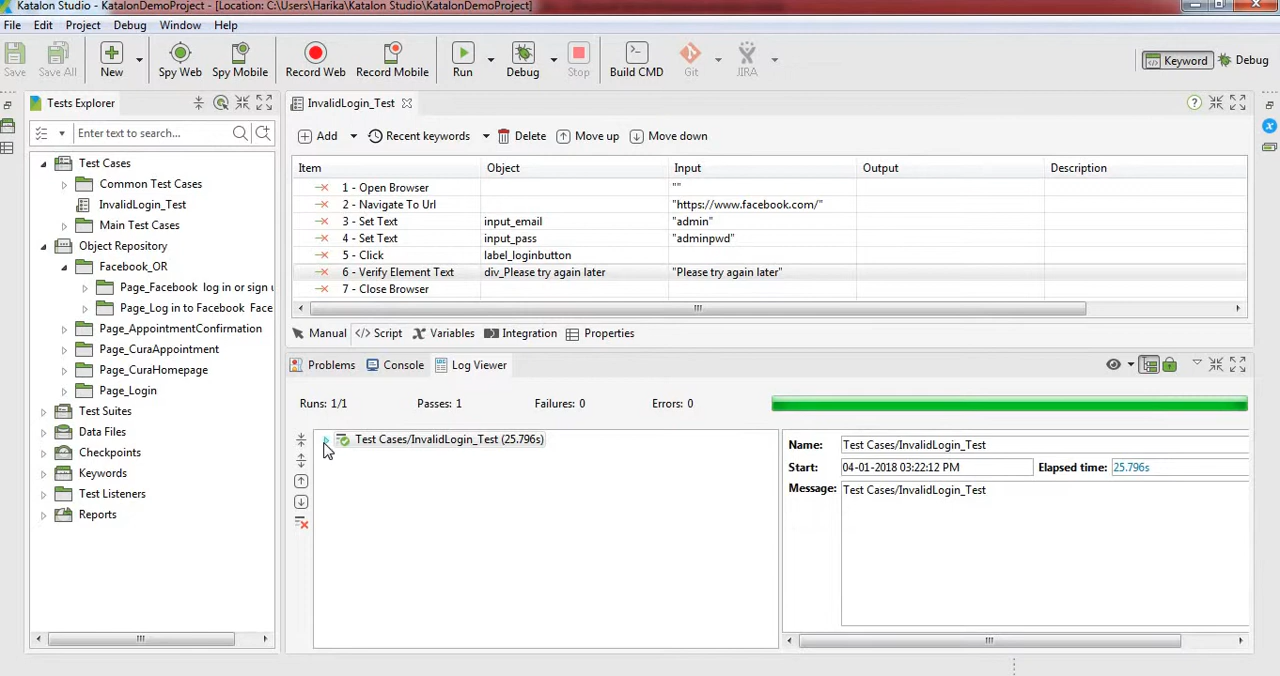 Katalon Studio - KatalonDemoProject - [Location: C:\Users\Harika\Katalon Studio\KatalonDemoProject]
File Edit Project Debug Window Help
Save Save All New Spy Web Spy Mobile Record Web Record Mobile Run Debug Stop Build CMD Git JIRA Keyword Debug
Tests Explorer
Enter text to search...
Test Cases
Common Test Cases
InvalidLogin_Test
Main Test Cases
Object Repository
Facebook_OR
Page_Facebook log in or sign u
Page_Log in to Facebook Face
Page_AppointmentConfirmation
Page_CuraAppointment
Page_CuraHomepage
Page_Login
Test Suites
Data Files
Checkpoints
Keywords
Test Listeners
Reports
InvalidLogin_Test
Add Recent keywords Delete Move up Move down
Item Object Input Output Description
1 - Open Browser ""
2 - Navigate To Url "https://www.facebook.com/"
3 - Set Text input_email "admin"
4 - Set Text input_pass "adminpwd"
5 - Click label_loginbutton
6 - Verify Element Text div_Please try again later "Please try again later"
7 - Close Browser
Manual Script Variables Integration Properties
Problems Console Log Viewer
Runs: 1/1 Passes: 1 Failures: 0 Errors: 0
Test Cases/InvalidLogin_Test (25.796s)
Name: Test Cases/InvalidLogin_Test
Start: 04-01-2018 03:22:12 PM Elapsed time: 25.796s
Message: Test Cases/InvalidLogin_Test